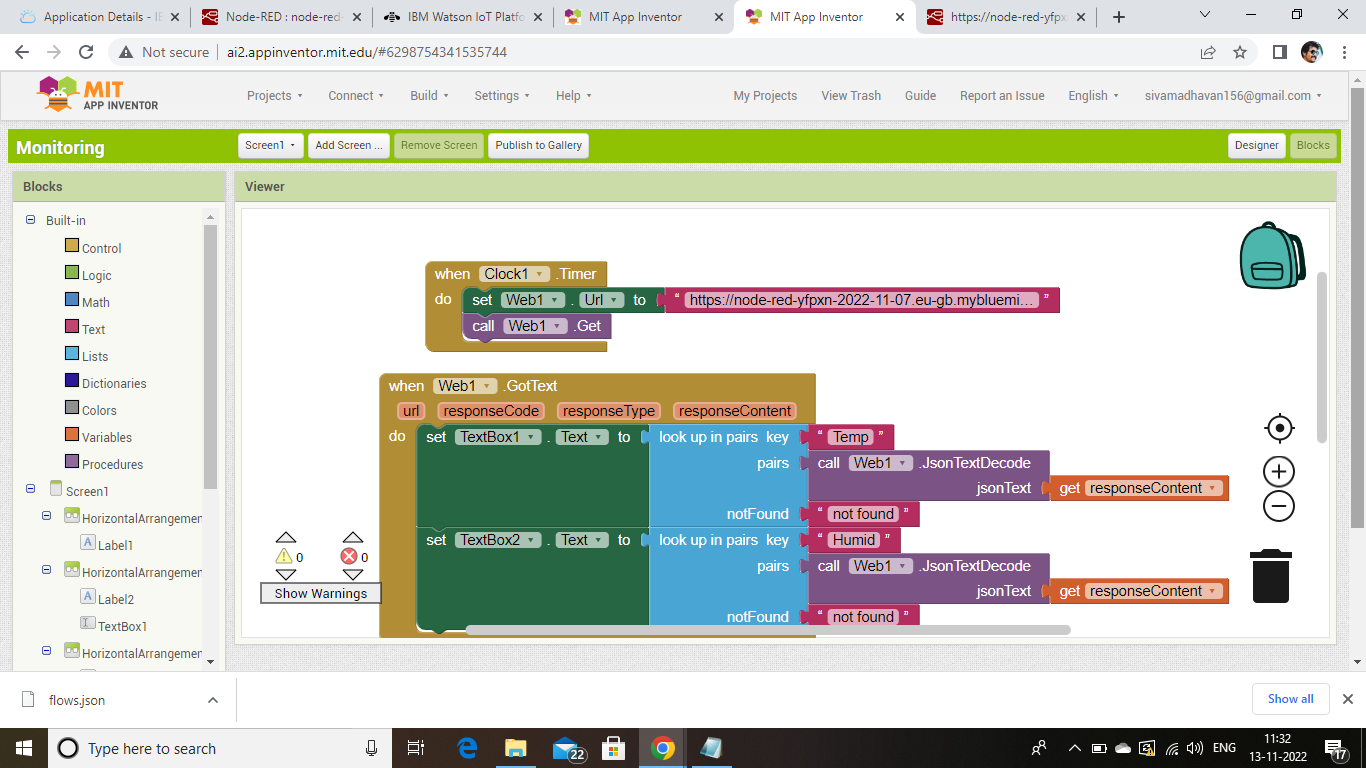 Application Details - IE
Node-RED : node-red-
IBM Watson IoT Platfo
MIT App Inventor
MIT App Inventor
https://node-red-yfpxn
Not secure
ai2.appinventor.mit.edu/#6298754341535744
MIT
APP INVENTOR
Projects
Connect
Build
Settings
Help
My Projects
View Trash
Guide
Report an Issue
English
sivamadhavan156@gmail.com
Monitoring
Screen1
Add Screen ...
Remove Screen
Publish to Gallery
Designer
Blocks
Blocks
Viewer
Built-in
Control
Logic
Math
Text
Lists
Dictionaries
Colors
Variables
Procedures
Screen1
HorizontalArrangemen
Label1
HorizontalArrangemen
Label2
TextBox1
HorizontalArrangemen
when Clock1 .Timer
do set Web1 . Url to “ https://node-red-yfpxn-2022-11-07.eu-gb.mybluemi... ”
call Web1 .Get
when Web1 .GotText
url responseCode responseType responseContent
do set TextBox1 . Text to look up in pairs key “ Temp ”
pairs call Web1 .JsonTextDecode
jsonText get responseContent
notFound “ not found ”
set TextBox2 . Text to look up in pairs key “ Humid ”
pairs call Web1 .JsonTextDecode
jsonText get responseContent
notFound “ not found ”
0 0
Show Warnings
flows.json
Show all
Type here to search
22
ENG
11:32
13-11-2022
17